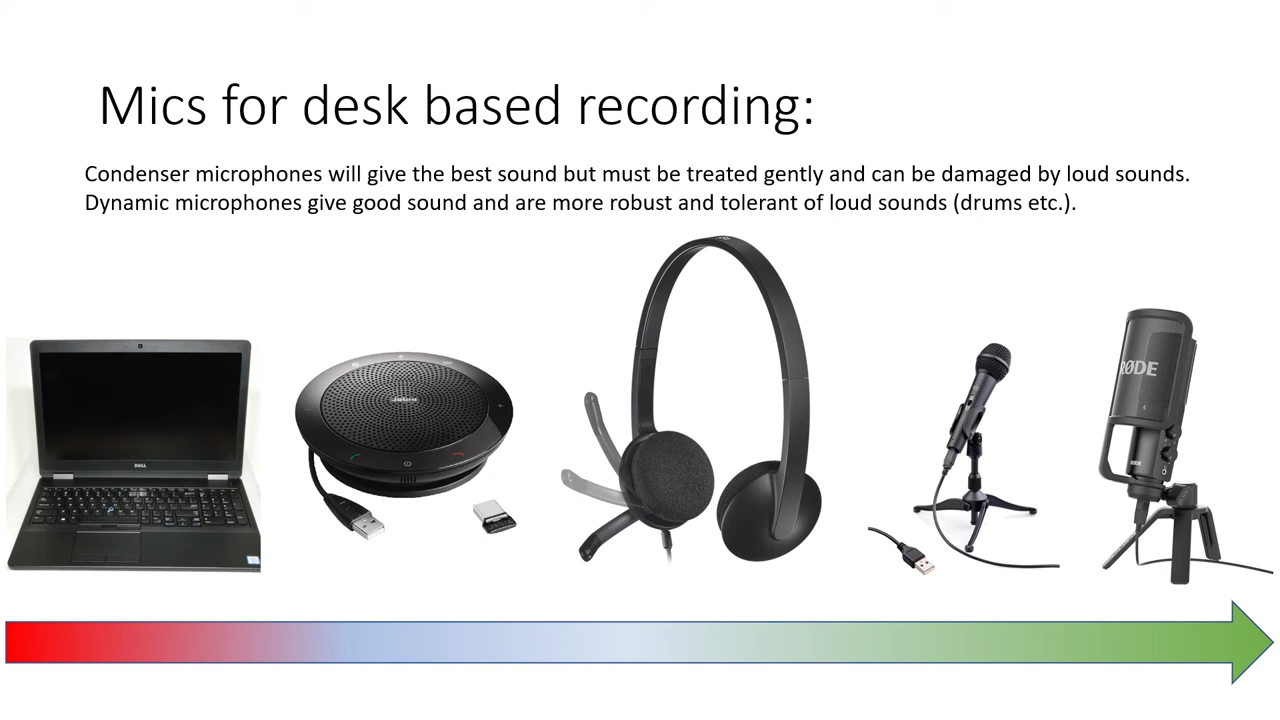 Mics for desk based recording:
Condenser microphones will give the best sound but must be treated gently and can be damaged by loud sounds.
Dynamic microphones give good sound and are more robust and tolerant of loud sounds (drums etc.).
DELL
Jabra
RØDE
RØDE